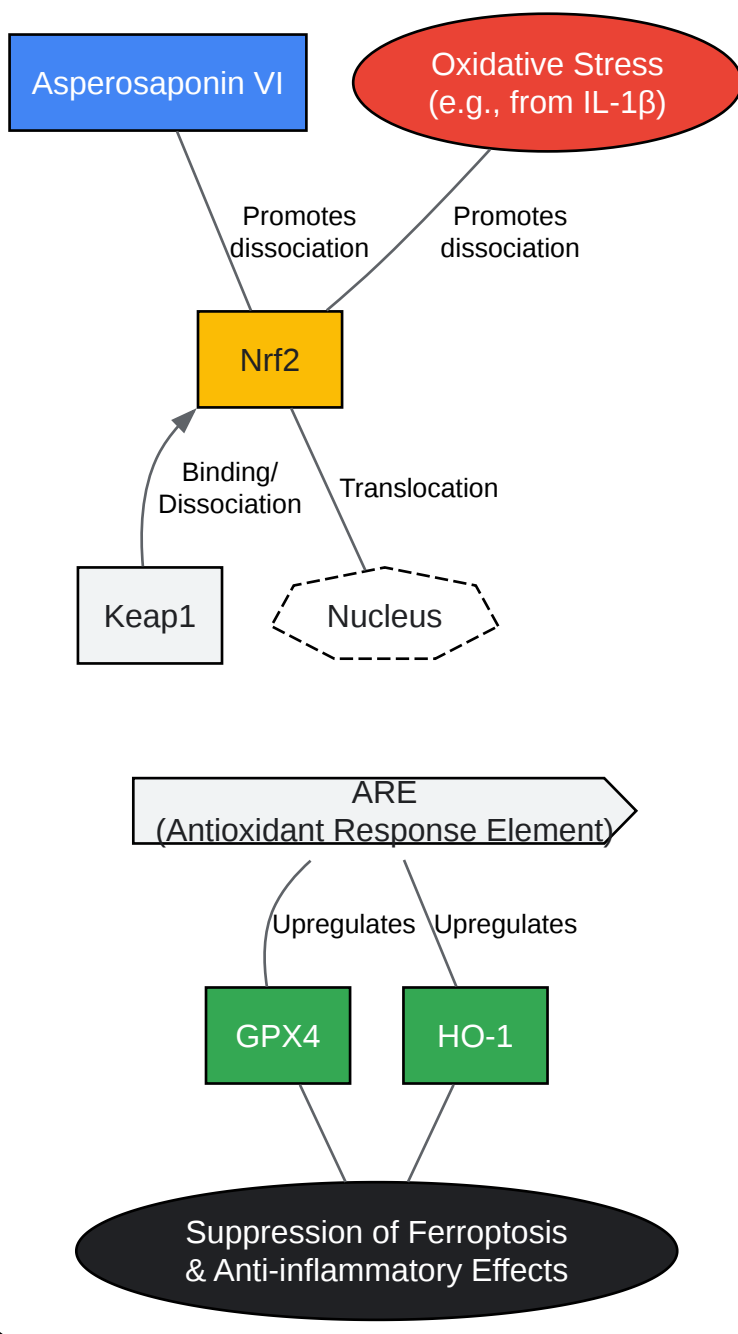 Asperosaponin VI
Oxidative Stress
(e.g., from IL-1β)
Promotes
dissociation
Promotes
dissociation
Nrf2
Binding/
Dissociation
Translocation
Keap1
Nucleus
ARE
(Antioxidant Response Element)
Upregulates
Upregulates
GPX4
HO-1
Suppression of Ferroptosis
& Anti-inflammatory Effects